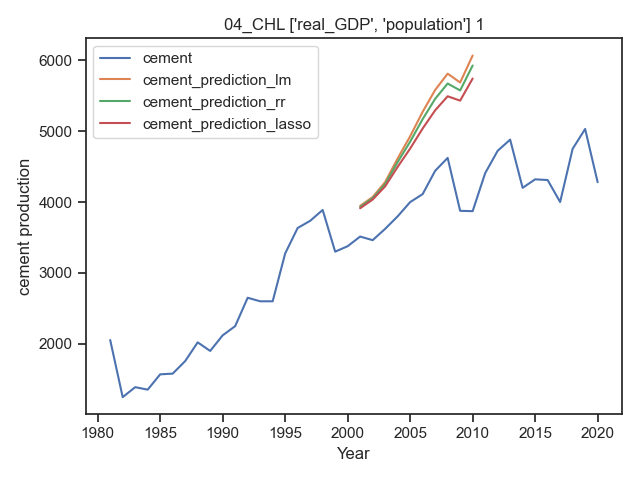 04_CHL ['real_GDP', 'population'] 1
cement
cement_prediction_lm
cement_prediction_rr
cement_prediction_lasso
cement production
6000
5000
4000
3000
2000
1980 1985 1990 1995 2000 2005 2010 2015 2020
Year